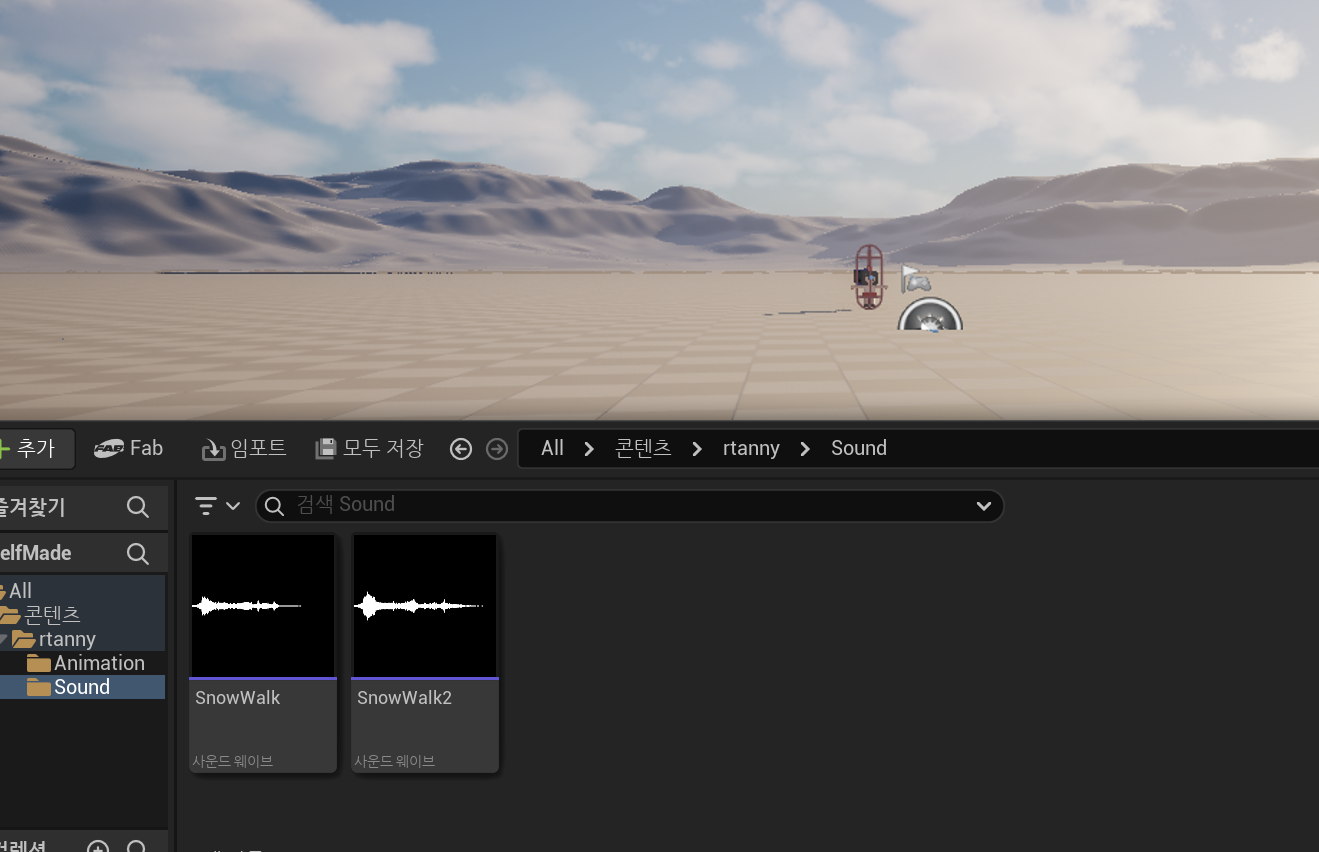 추가 Fab 임포트 모두 저장 All 콘텐츠 rtanny Sound
즐겨찾기
검색 Sound
elfMade
All
콘텐츠
rtanny
Animation
Sound
SnowWalk SnowWalk2
사운드 웨이브 사운드 웨이브
컬렉션